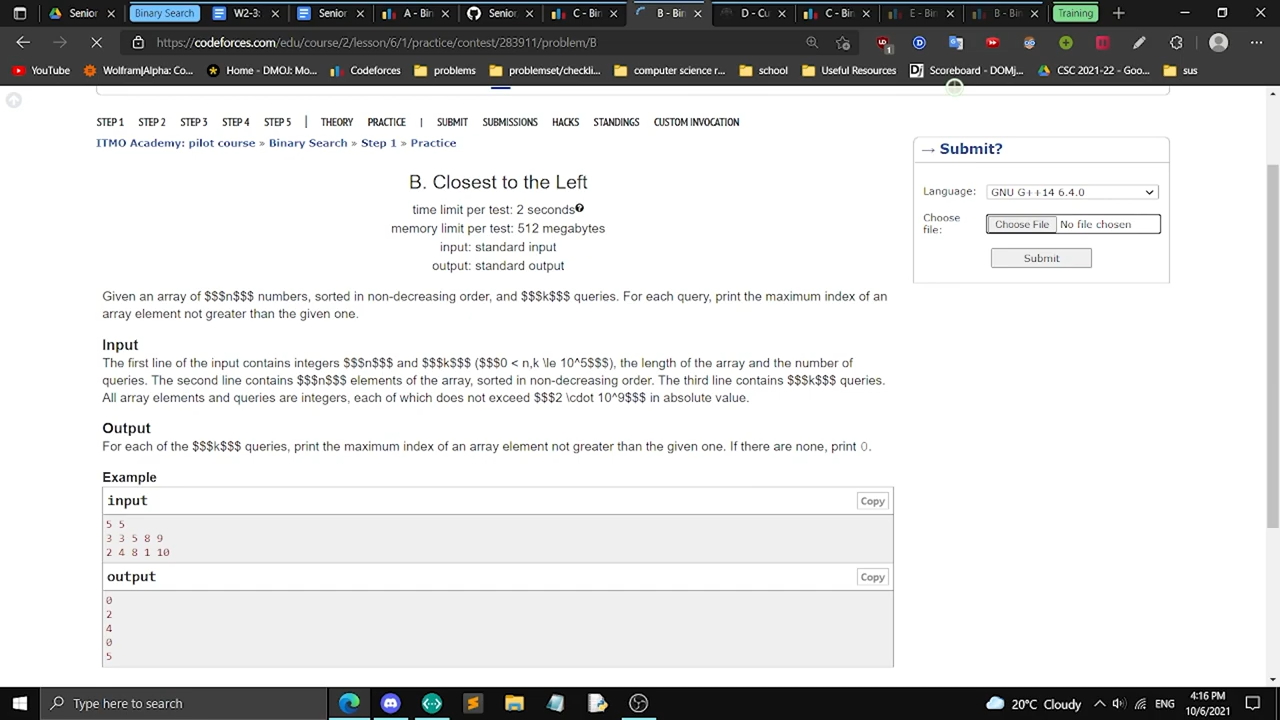 Senior
Binary Search
W2-3:
Senior
A - Bin
Senior.
C - Bin
B - Bin
D - Cu
C - Bin
E - Bin
B - Bin
Training
https://codeforces.com/edu/course/2/lesson/6/1/practice/contest/283911/problem/B
YouTube
Wolfram|Alpha: Co...
Home - DMOJ: Mo...
Codeforces
problems
problemset/checkli...
computer science r...
school
Useful Resources
Scoreboard - DOMj...
CSC 2021-22 - Goo...
sus
STEP 1 STEP 2 STEP 3 STEP 4 STEP 5 | THEORY PRACTICE | SUBMIT SUBMISSIONS HACKS STANDINGS CUSTOM INVOCATION
ITMO Academy: pilot course » Binary Search » Step 1 » Practice
→ Submit?
Language: GNU G++14 6.4.0
Choose file: Choose File No file chosen
Submit
B. Closest to the Left
time limit per test: 2 seconds
memory limit per test: 512 megabytes
input: standard input
output: standard output
Given an array of $$$n$$$ numbers, sorted in non-decreasing order, and $$$k$$$ queries. For each query, print the maximum index of an
array element not greater than the given one.
Input
The first line of the input contains integers $$$n$$$ and $$$k$$$ ($$$0 < n,k \le 10^5$$$), the length of the array and the number of
queries. The second line contains $$$n$$$ elements of the array, sorted in non-decreasing order. The third line contains $$$k$$$ queries.
All array elements and queries are integers, each of which does not exceed $$$2 \cdot 10^9$$$ in absolute value.
Output
For each of the $$$k$$$ queries, print the maximum index of an array element not greater than the given one. If there are none, print 0.
Example
input
Copy
5 5
3 3 5 8 9
2 4 8 1 10
output
Copy
0
2
4
0
5
Type here to search
20°C Cloudy
ENG
4:16 PM
10/6/2021